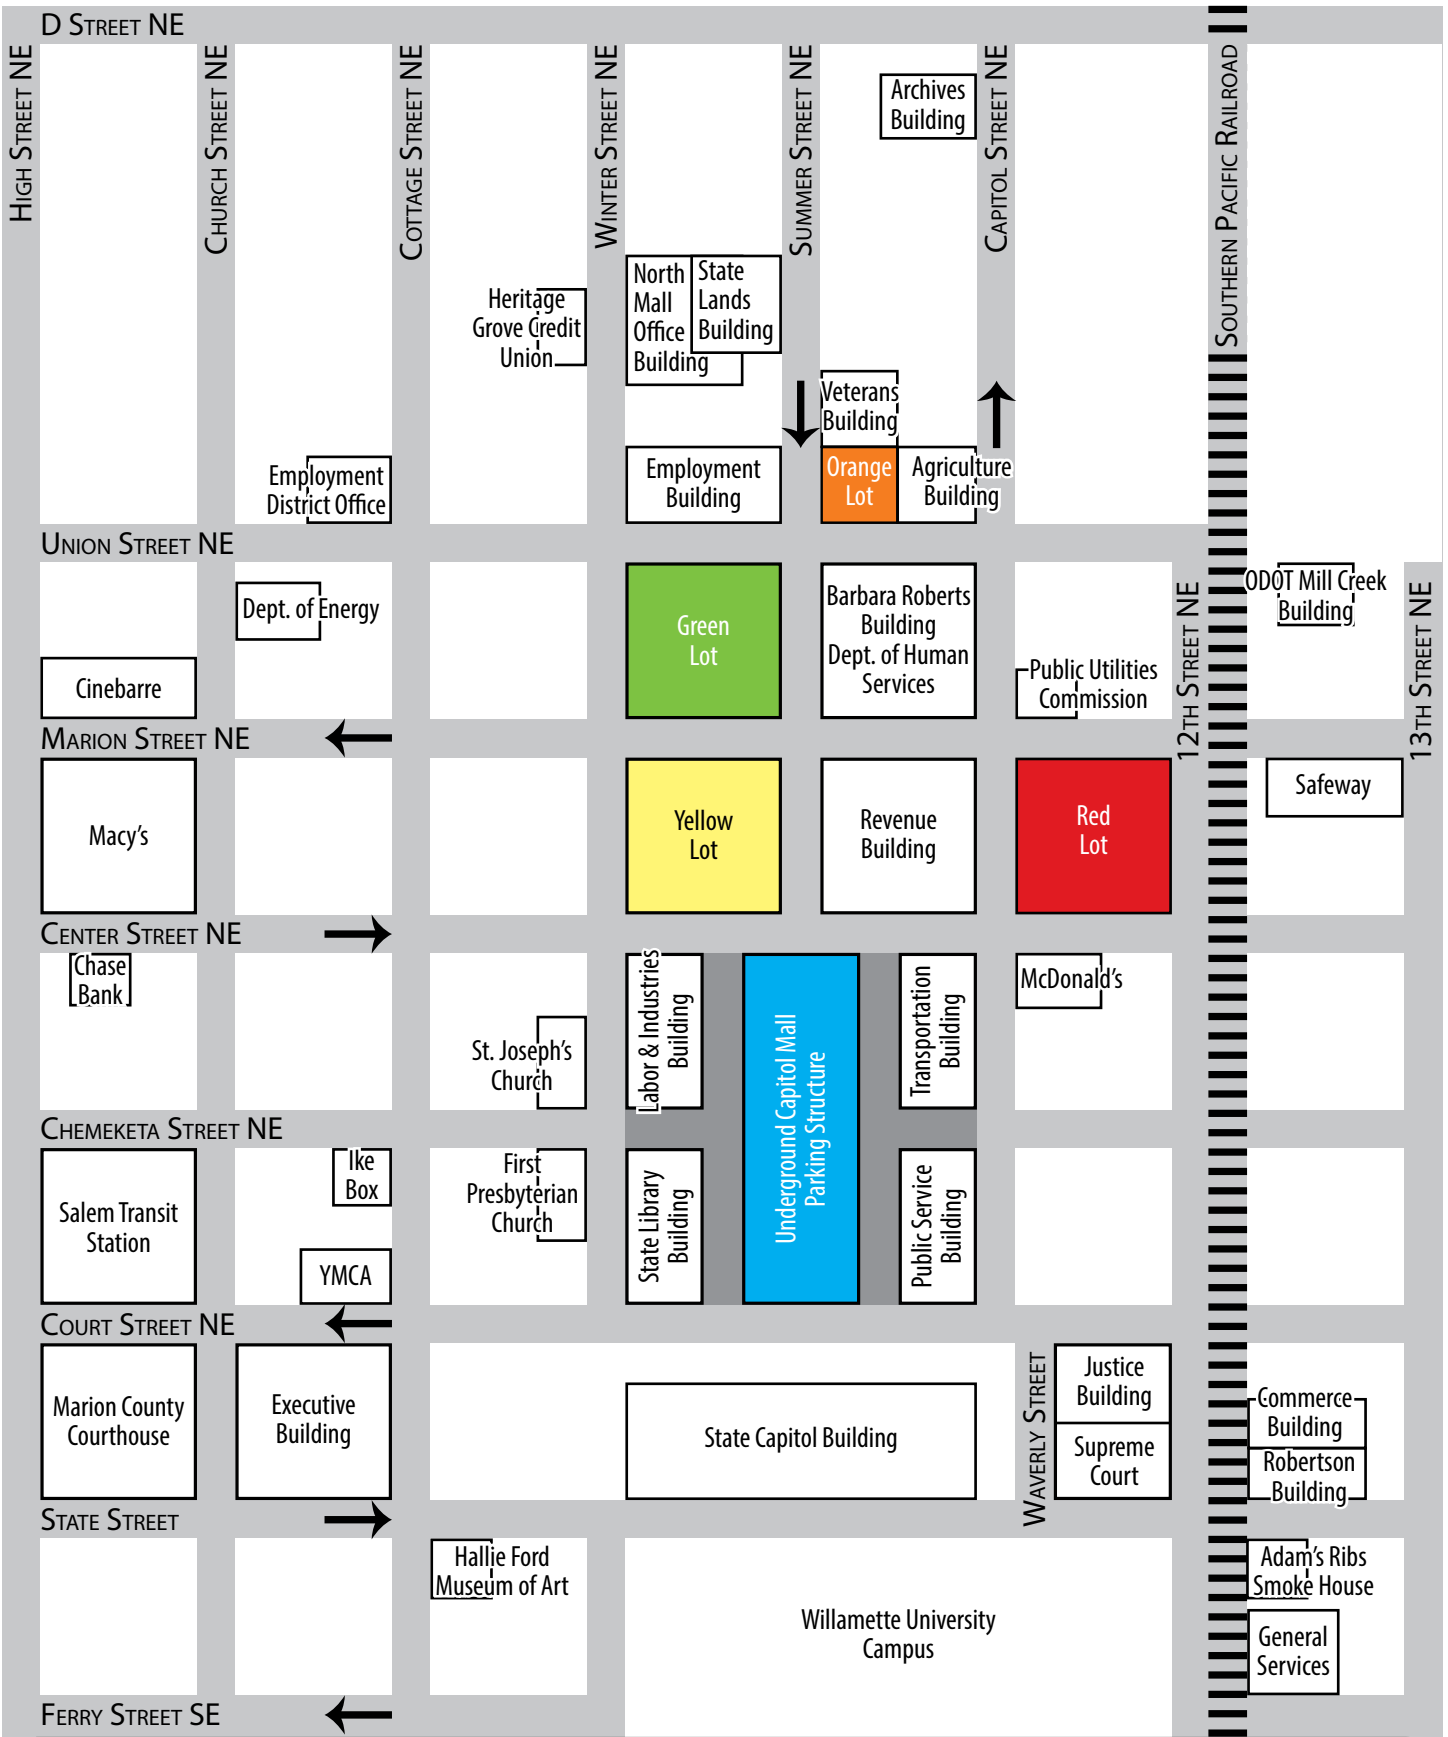 D Street NE
High Street NE
Church Street NE
Cottage Street NE
Winter Street NE
Summer Street NE
Capitol Street NE
Southern Pacific Railroad
Archives
Building
Heritage
Grove Credit
Union
North
Mall
Office
Building
State
Lands
Building
Veterans
Building
Employment
District Office
Employment
Building
Orange
Lot
Agriculture
Building
Union Street NE
Dept. of Energy
Cinebarre
Green
Lot
Barbara Roberts
Building
Dept. of Human
Services
Public Utilities
Commission
12th Street NE
ODOT Mill Creek
Building
13th Street NE
Marion Street NE
Macy's
Yellow
Lot
Revenue
Building
Red
Lot
Safeway
Center Street NE
Chase
Bank
St. Joseph's
Church
Labor & Industries
Building
Underground Capitol Mall
Parking Structure
Transportation
Building
McDonald's
Chemeketa Street NE
Salem Transit
Station
Ike
Box
YMCA
First
Presbyterian
Church
State Library
Building
Public Service
Building
Court Street NE
Marion County
Courthouse
Executive
Building
State Capitol Building
Waverly Street
Justice
Building
Supreme
Court
Commerce
Building
Robertson
Building
State Street
Hallie Ford
Museum of Art
Willamette University
Campus
Adam's Ribs
Smoke House
General
Services
Ferry Street SE